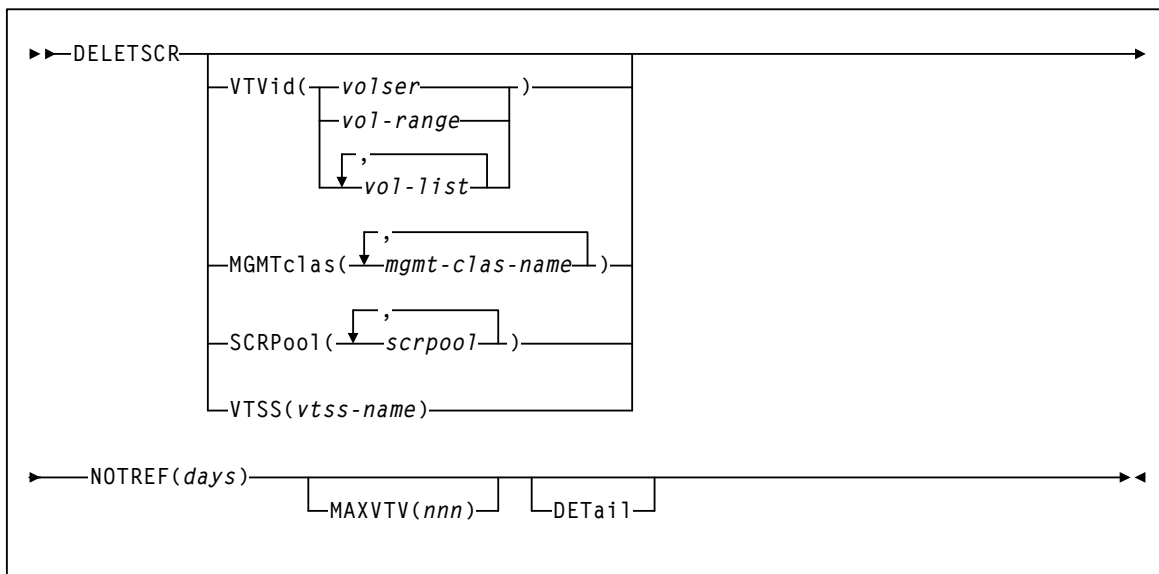 DELETSCR
VTVid( volser )
vol-range
,
vol-list
,
MGMTclas( mgmt-clas-name )
,
SCRPool( scrpool )
VTSS(vtss-name)
NOTREF(days)
MAXVTV(nnn) DETail